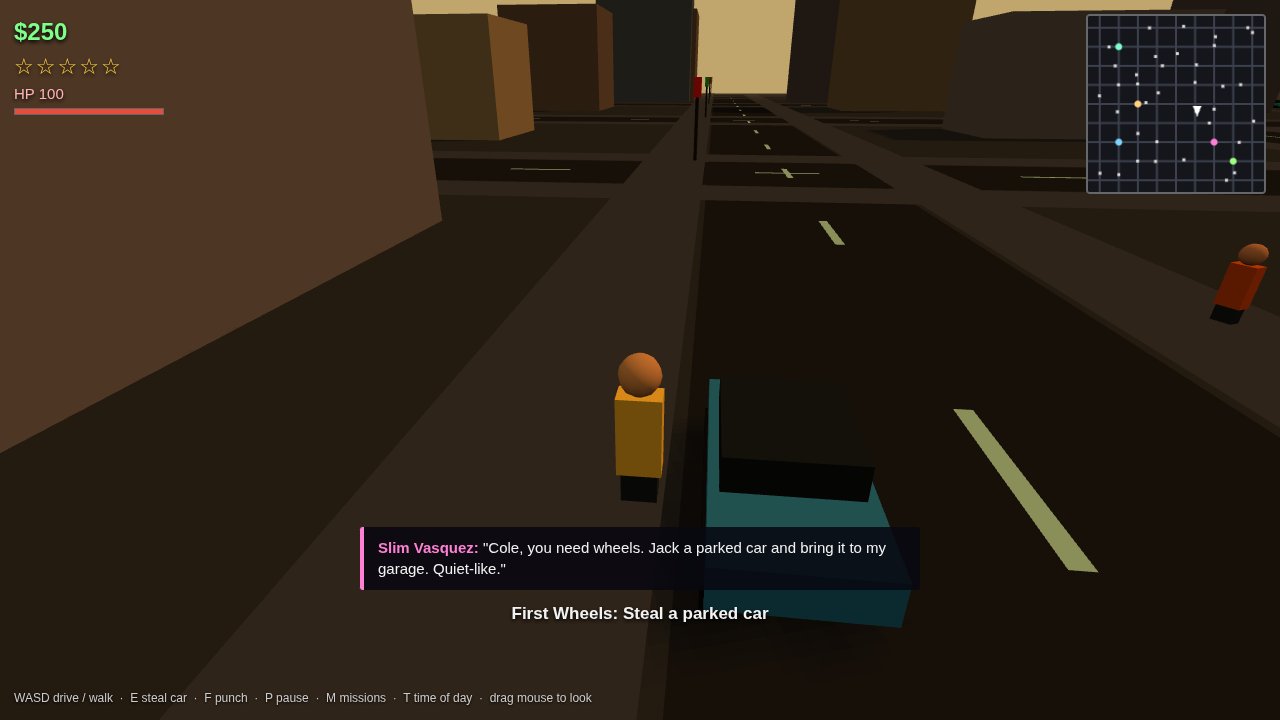 $250
☆☆☆☆☆
HP 100
Slim Vasquez: "Cole, you need wheels. Jack a parked car and bring it to my
garage. Quiet-like."
First Wheels: Steal a parked car
WASD drive / walk · E steal car · F punch · P pause · M missions · T time of day · drag mouse to look